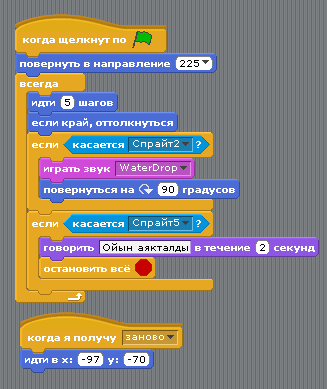 когда щелкнут по
повернуть в направление 225
всегда
идти 5 шагов
если край, оттолкнуться
если касается Спрайт2 ?
играть звук WaterDrop
повернуться на 90 градусов
если касается Спрайт5 ?
говорить Ойын аякталды в течение 2 секунд
остановить всё
когда я получу заново
идти в x: -97 y: -70